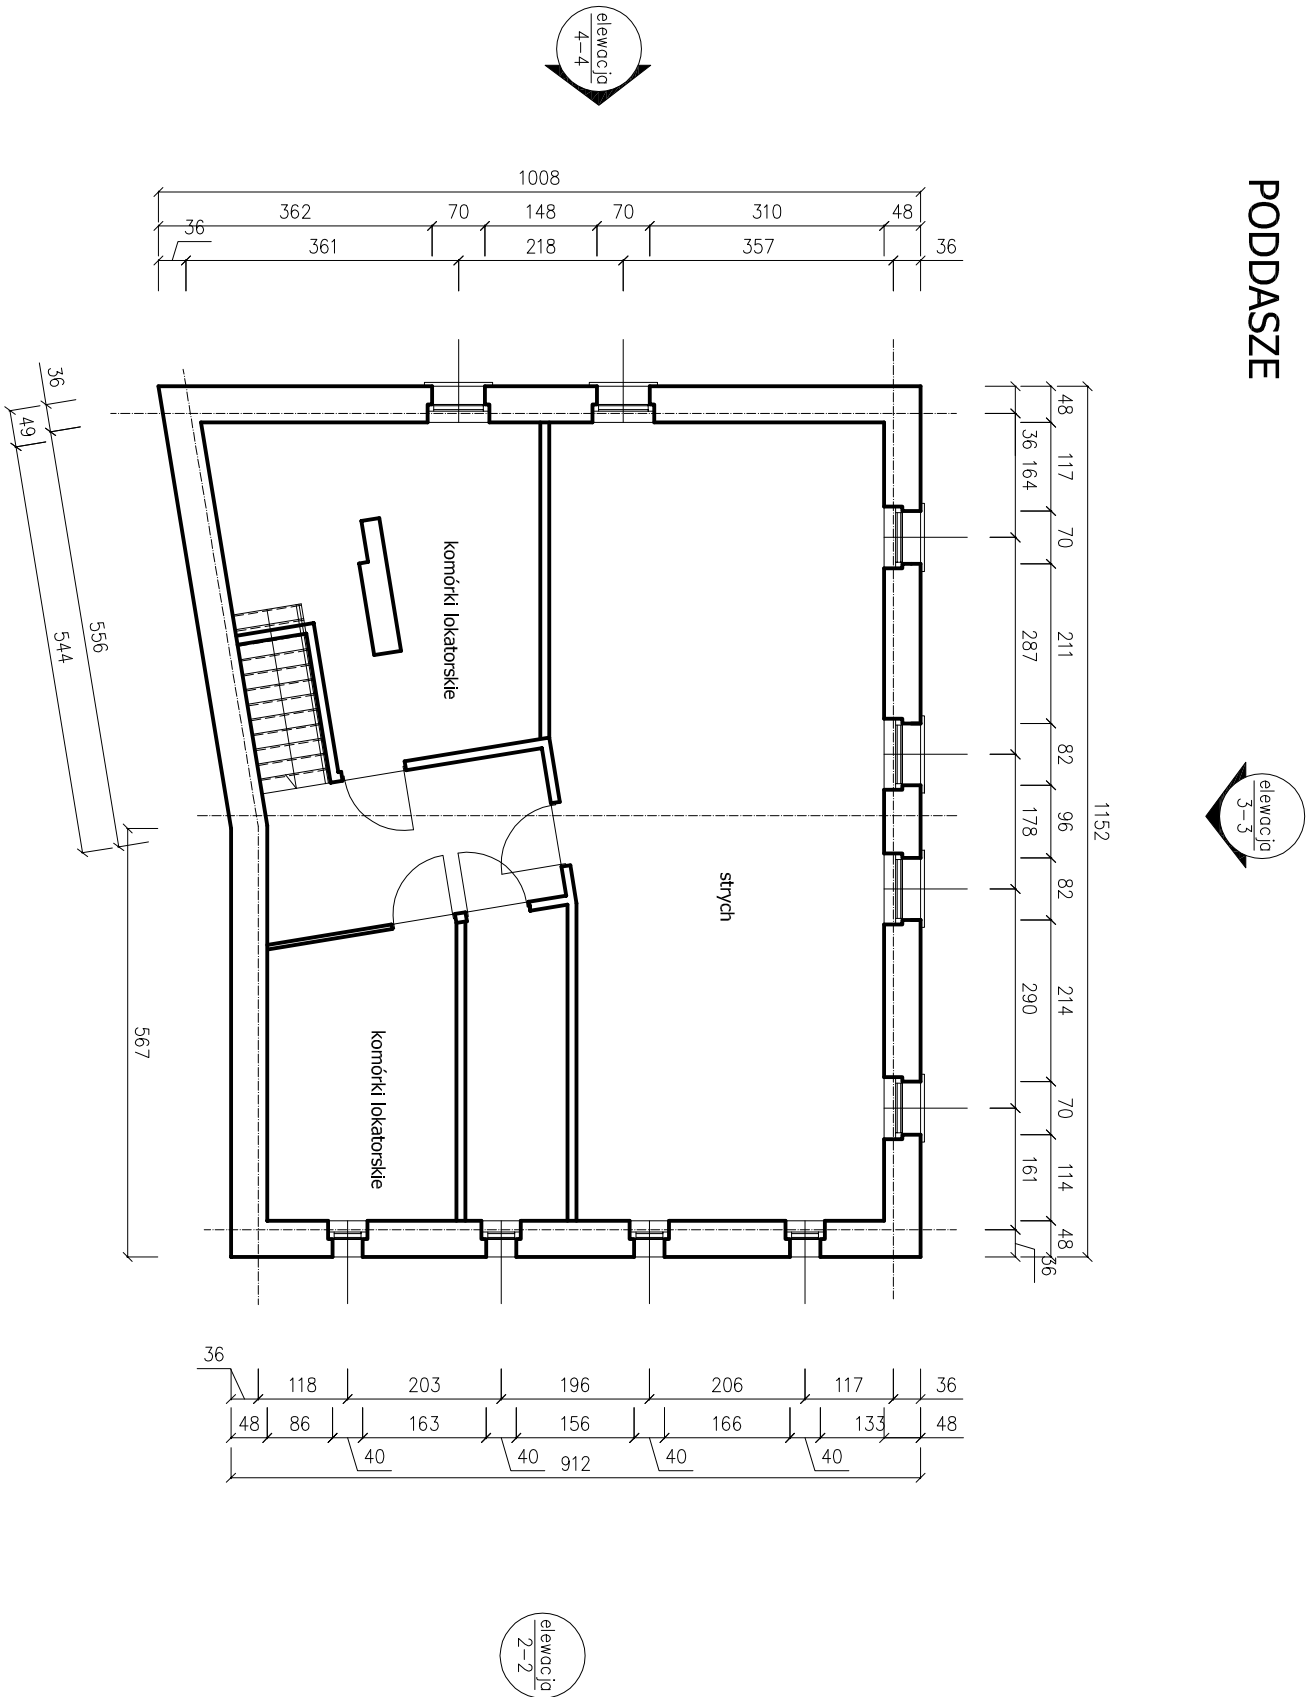 PODDASZE
elewacja
4-4
elewacja
3-3
elewacja
2-2
1008
362 70 148 70 310 48
36 361 218 357 36
1152
48 117 70 211 82 96 82 214 70 114 48
36 164 287 178 290 161 36
komórki lokatorskie
strych
komórki lokatorskie
36 556
49 544
567
36 118 203 196 206 117 36
48 86 163 156 166 133 48
40 40 40 40
912